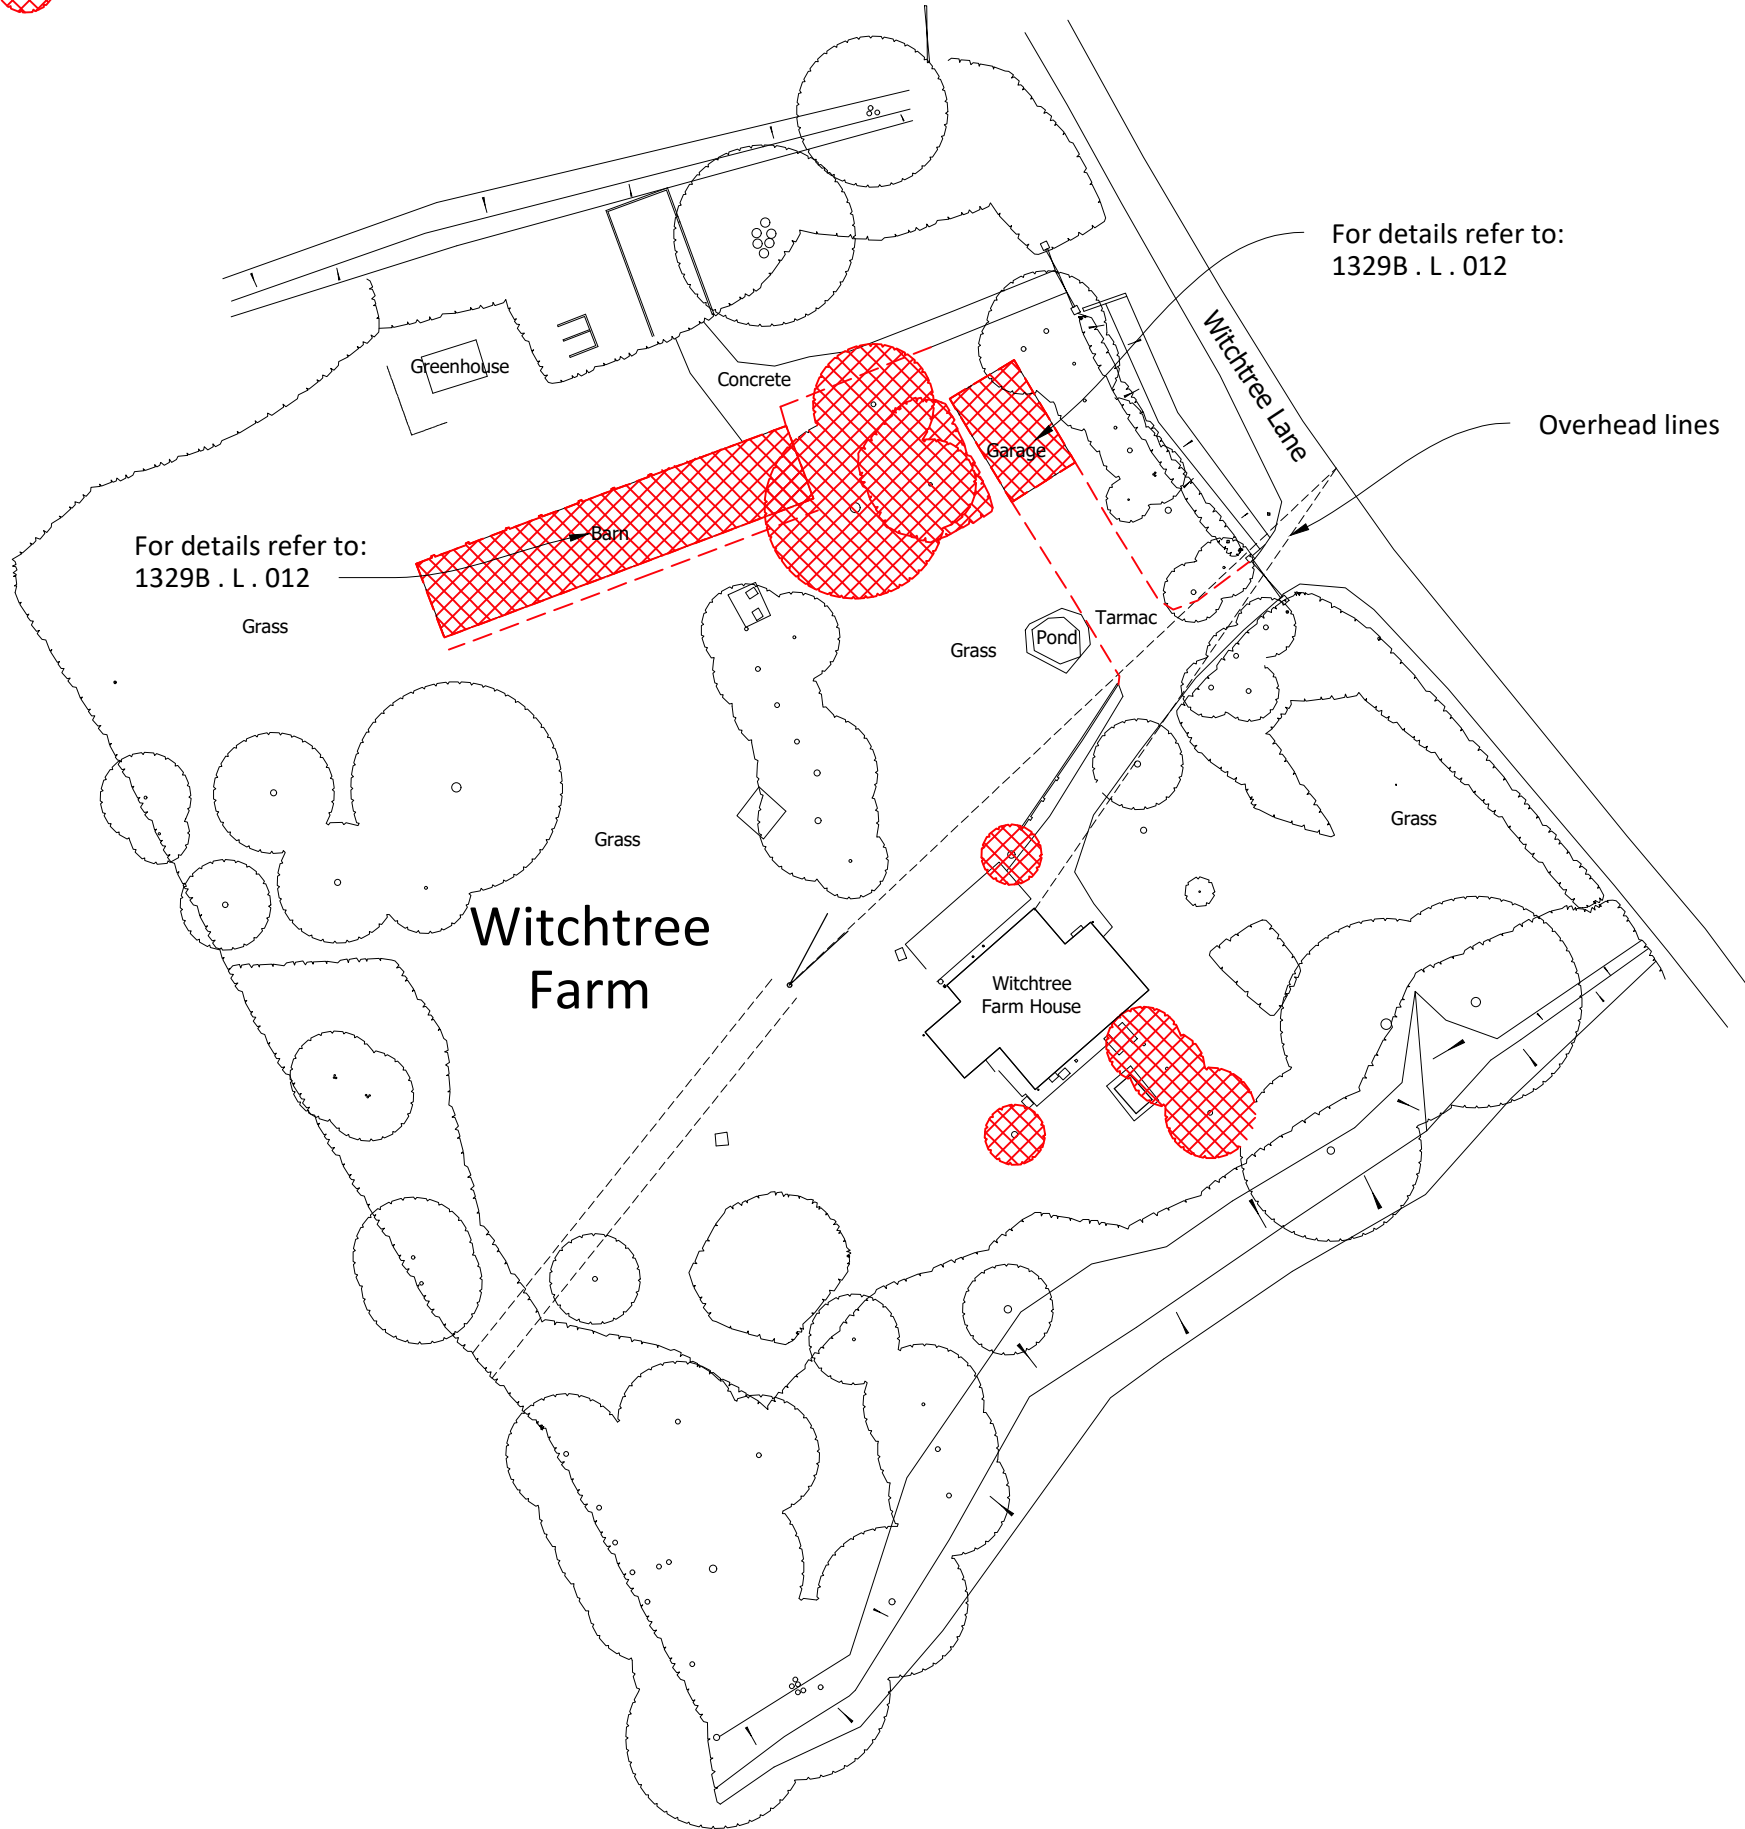 For details refer to:
1329B . L . 012
Witchtree Lane
Greenhouse
Concrete
Overhead lines
Garage
Barn
For details refer to:
1329B . L . 012
Grass
Tarmac
Pond
Grass
Grass
Grass
Witchtree
Farm
Witchtree
Farm House